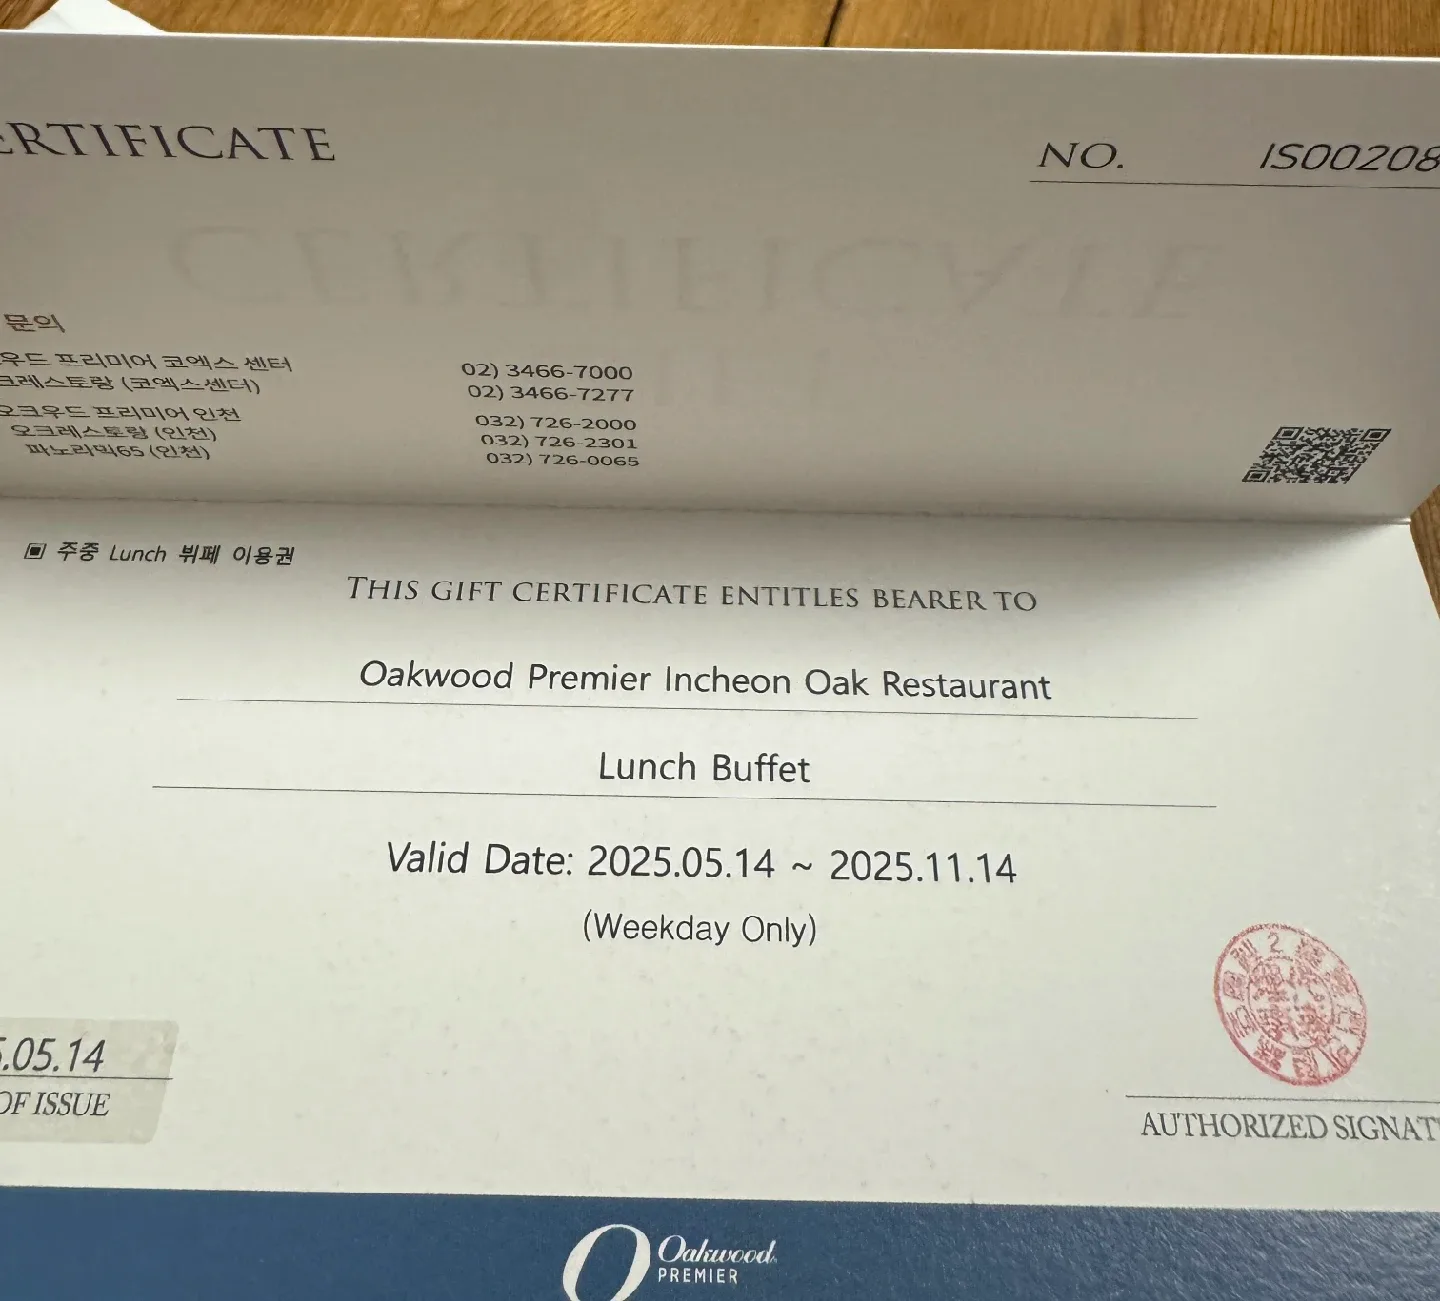 ERTIFICATE
NO. IS00208
문의
우드 프리미어 코엑스 센터 02) 3466-7000
크레스토랑 (코엑스센터) 02) 3466-7277
오크우드 프리미어 인천 032) 726-2000
오크레스토랑 (인천) 032) 726-2301
파노라믹65 (인천) 032) 726-0065
▣ 주중 Lunch 뷔페 이용권
THIS GIFT CERTIFICATE ENTITLES BEARER TO
Oakwood Premier Incheon Oak Restaurant
Lunch Buffet
Valid Date: 2025.05.14 ~ 2025.11.14
(Weekday Only)
.05.14
OF ISSUE
AUTHORIZED SIGNAT
Oakwood
PREMIER